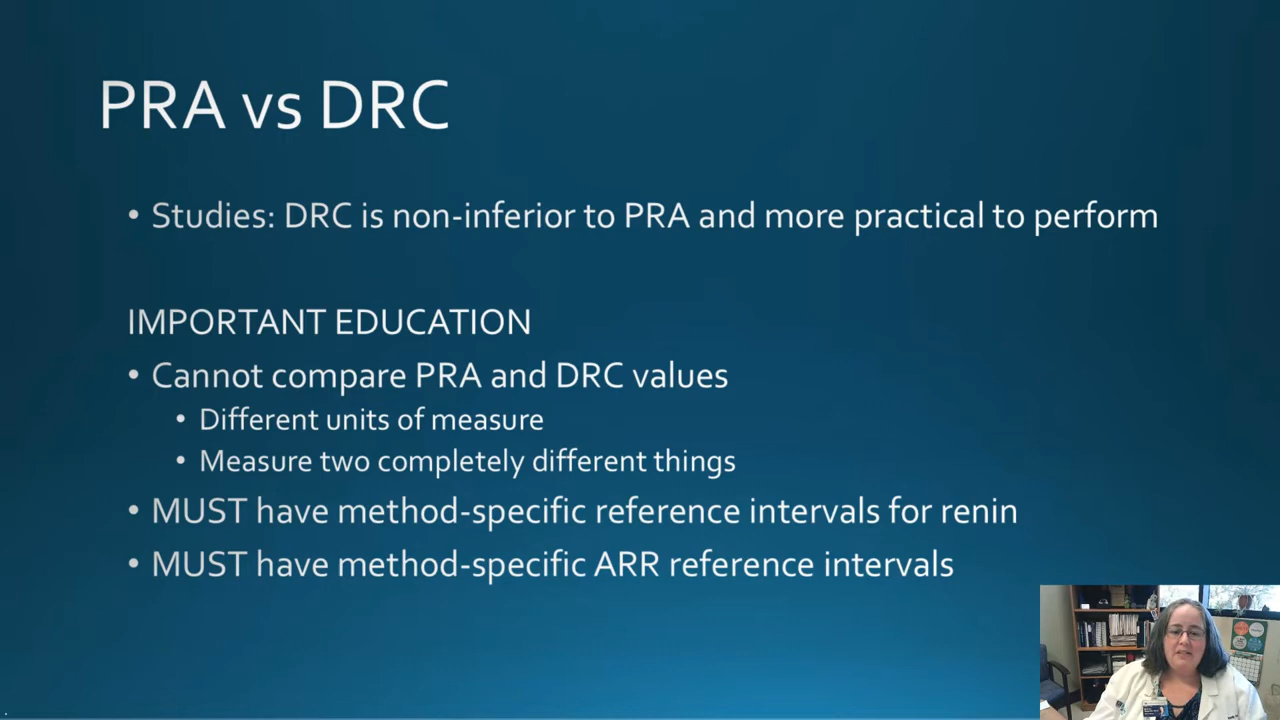 PRA vs DRC
• Studies: DRC is non-inferior to PRA and more practical to perform
IMPORTANT EDUCATION
• Cannot compare PRA and DRC values
• Different units of measure
• Measure two completely different things
• MUST have method-specific reference intervals for renin
• MUST have method-specific ARR reference intervals